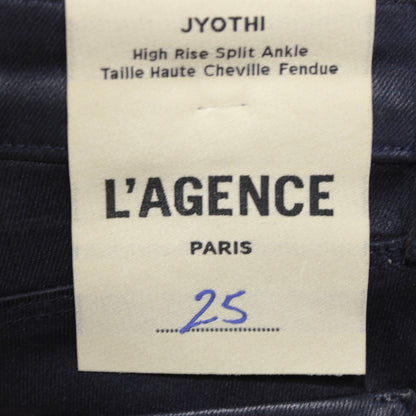 JYOTHI
High Rise Split Ankle
Taille Haute Cheville Fendue
L'AGENCE
PARIS
25